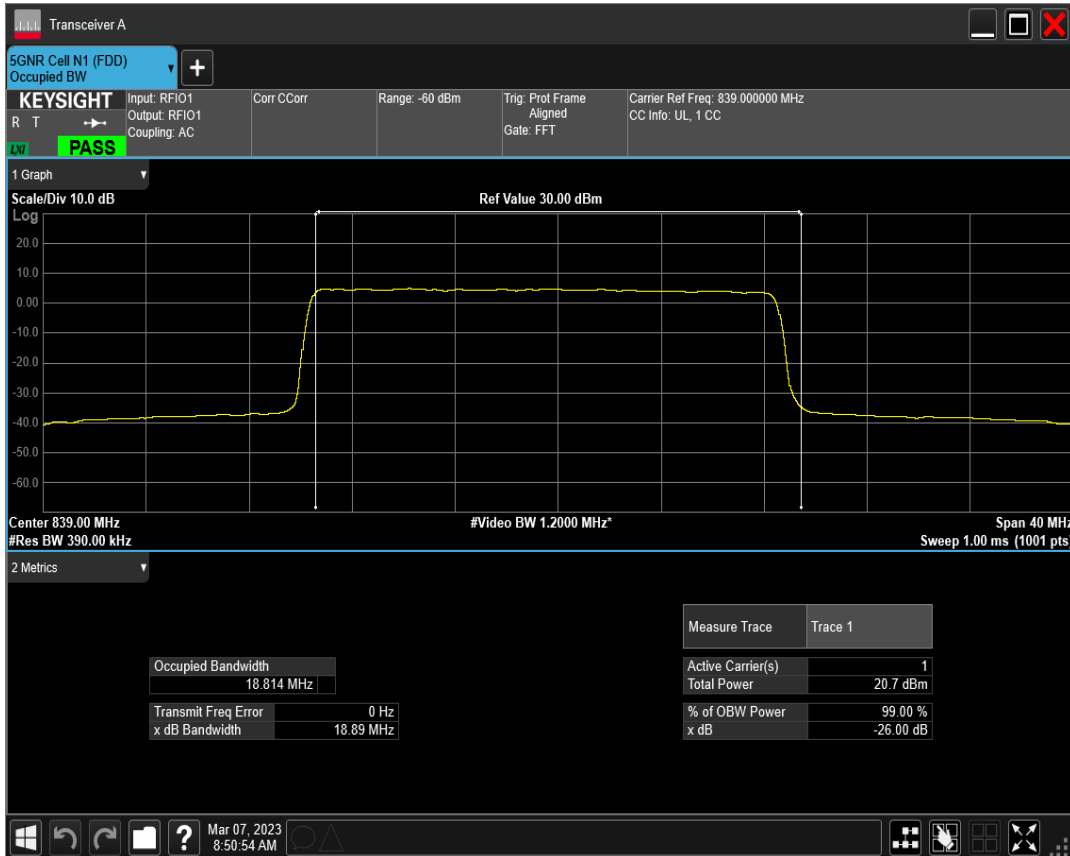 Transceiver A
5GNR Cell N1 (FDD)
Occupied BW
+
KEYSIGHT
R T
LXI
PASS
Input: RFIO1
Output: RFIO1
Coupling: AC
Corr CCorr
Range: -60 dBm
Trig: Prot Frame
Aligned
Gate: FFT
Carrier Ref Freq: 839.000000 MHz
CC Info: UL, 1 CC
1 Graph
Scale/Div 10.0 dB
Ref Value 30.00 dBm
Log
20.0
10.0
0.00
-10.0
-20.0
-30.0
-40.0
-50.0
-60.0
Center 839.00 MHz
#Video BW 1.2000 MHz*
Span 40 MHz
#Res BW 390.00 kHz
Sweep 1.00 ms (1001 pts)
2 Metrics
Measure Trace Trace 1
Occupied Bandwidth
18.814 MHz
Transmit Freq Error 0 Hz
x dB Bandwidth 18.89 MHz
Active Carrier(s) 1
Total Power 20.7 dBm
% of OBW Power 99.00 %
x dB -26.00 dB
?
Mar 07, 2023
8:50:54 AM